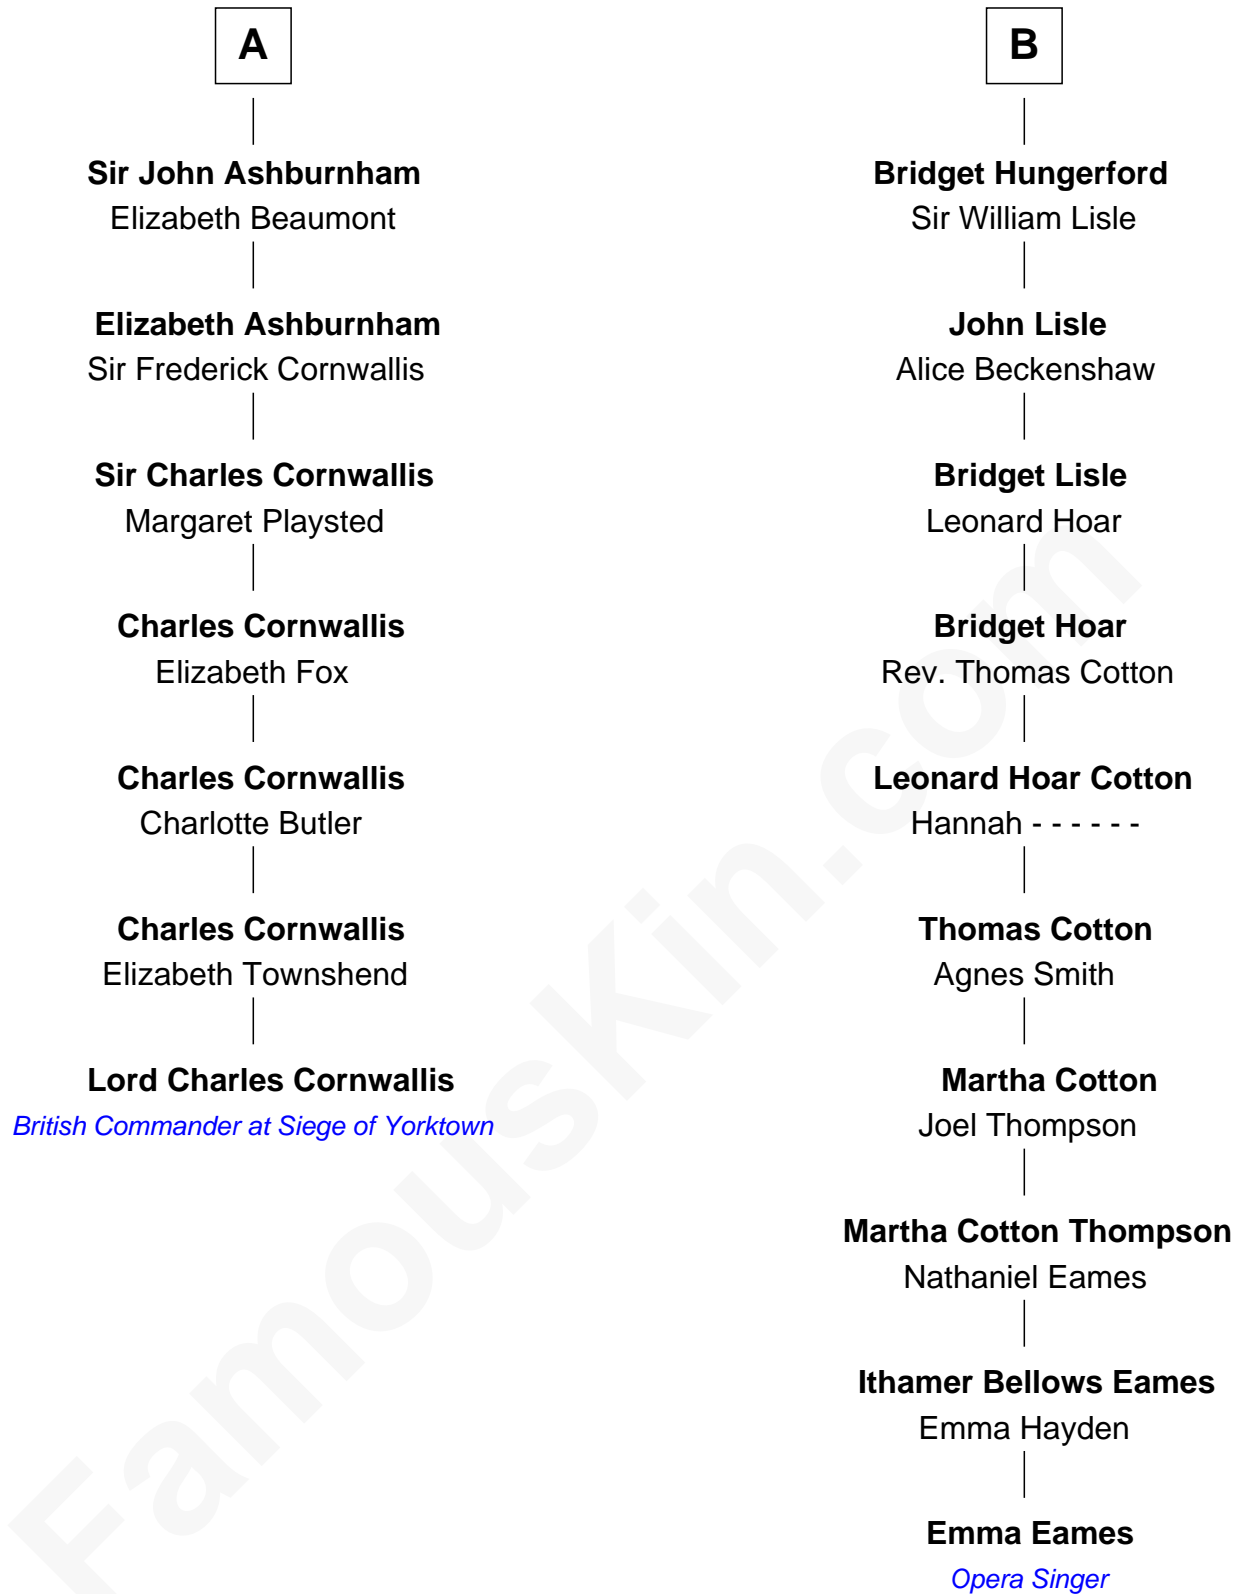 A
Sir John Ashburnham
Elizabeth Beaumont
Elizabeth Ashburnham
Sir Frederick Cornwallis
Sir Charles Cornwallis
Margaret Playsted
Charles Cornwallis
Elizabeth Fox
Charles Cornwallis
Charlotte Butler
Charles Cornwallis
Elizabeth Townshend
Lord Charles Cornwallis
British Commander at Siege of Yorktown
B
Bridget Hungerford
Sir William Lisle
John Lisle
Alice Beckenshaw
Bridget Lisle
Leonard Hoar
Bridget Hoar
Rev. Thomas Cotton
Leonard Hoar Cotton
Hannah - - - - - -
Thomas Cotton
Agnes Smith
Martha Cotton
Joel Thompson
Martha Cotton Thompson
Nathaniel Eames
Ithamer Bellows Eames
Emma Hayden
Emma Eames
Opera Singer
FamousKin.com